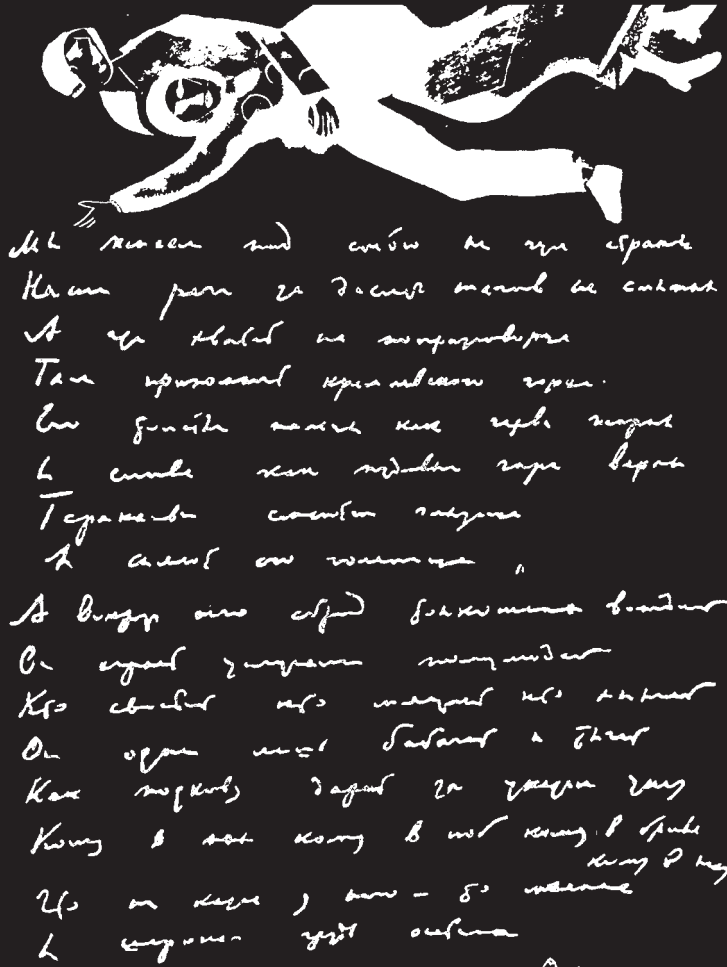 Мы живем под собою не чуя страны
Наши речи за десять шагов не слышны
А где хватит на полразговорца
Там припомнят кремлевского горца.
Его как черви жирны
И слова как пудовые гири верны
Тараканьи смеются глазища
И сияют его голенища
А вокруг него сброд тонкошеих вождей
Он играет услугами полулюдей
Кто свистит кто мяучит кто хнычет
Он один лишь бабачит и тычет
Как подкову дарит за указом указ
Кому в пах кому в лоб кому в бровь
кому в
Что ни казнь у него - то малина
И широкая грудь осетина